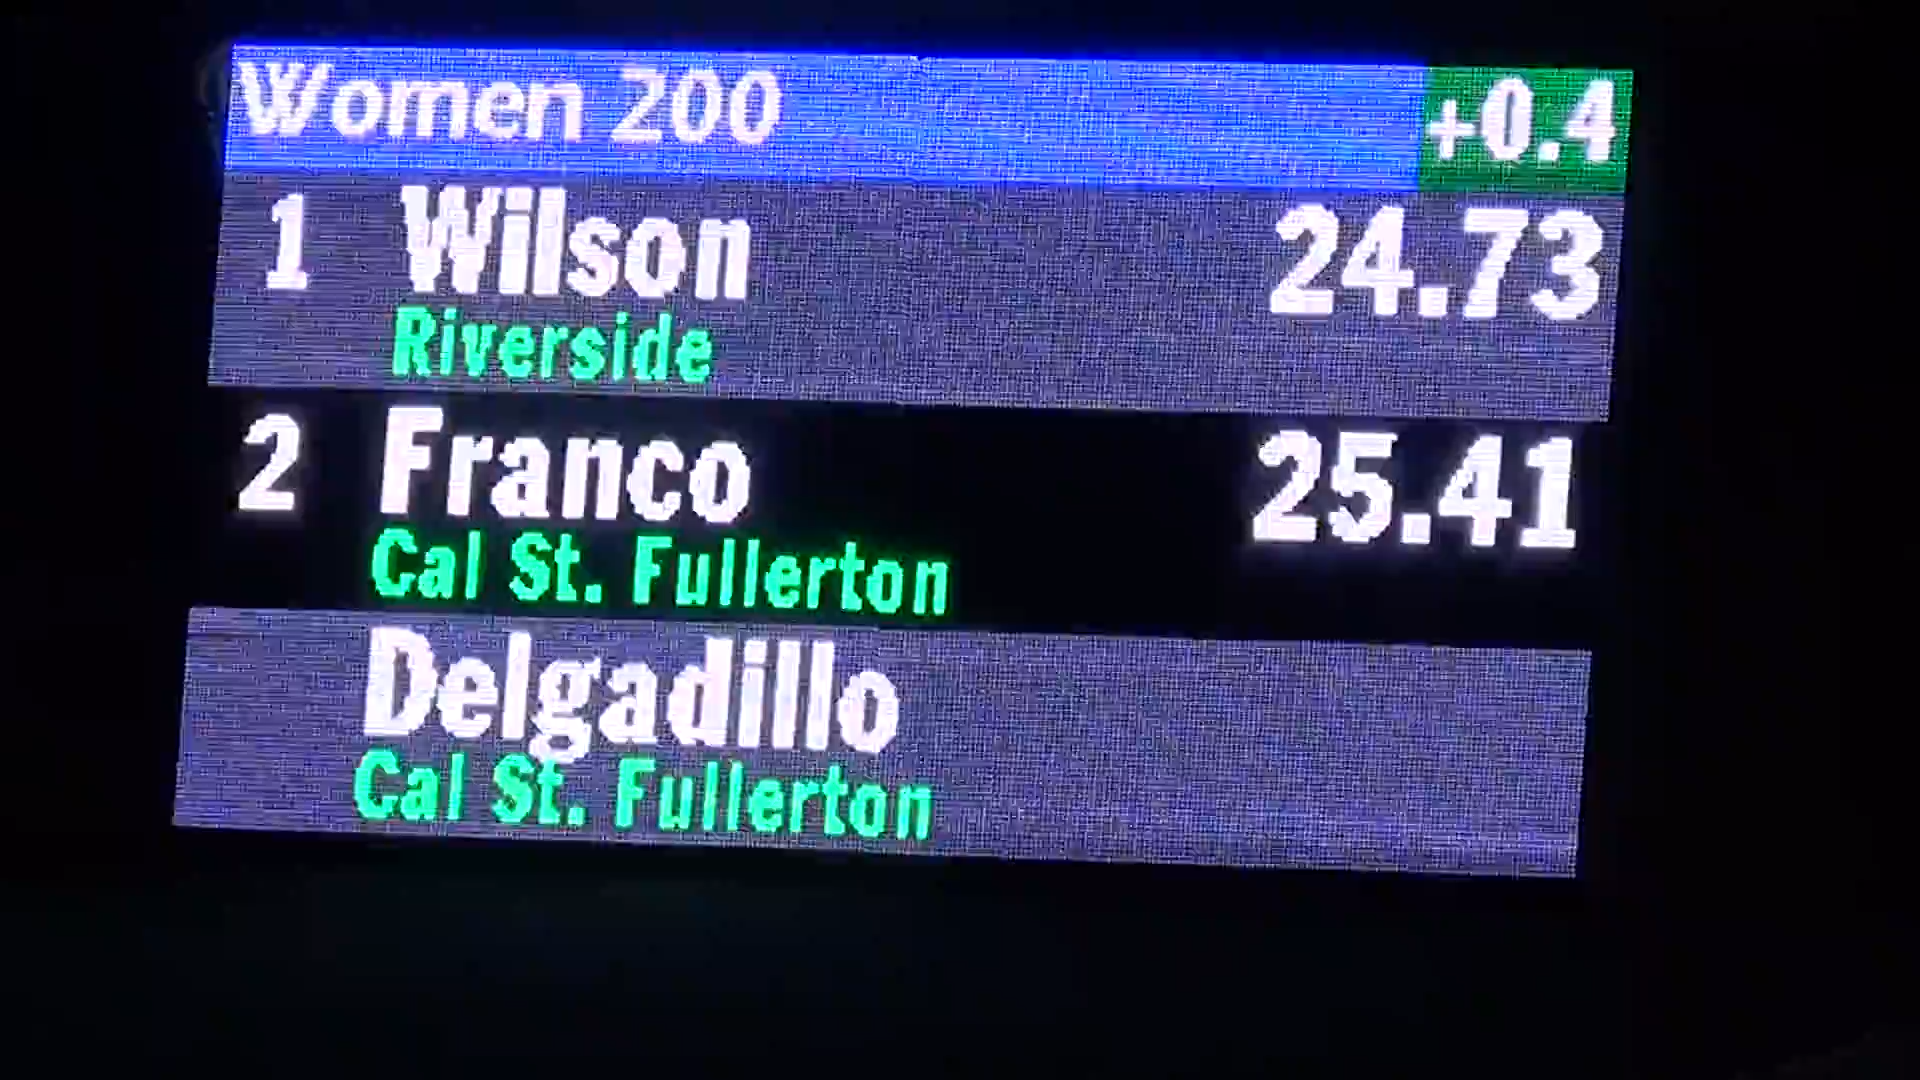 Women 200 +0.4
1 Wilson 24.73
Riverside
2 Franco 25.41
Cal St. Fullerton
Delgadillo
Cal St. Fullerton